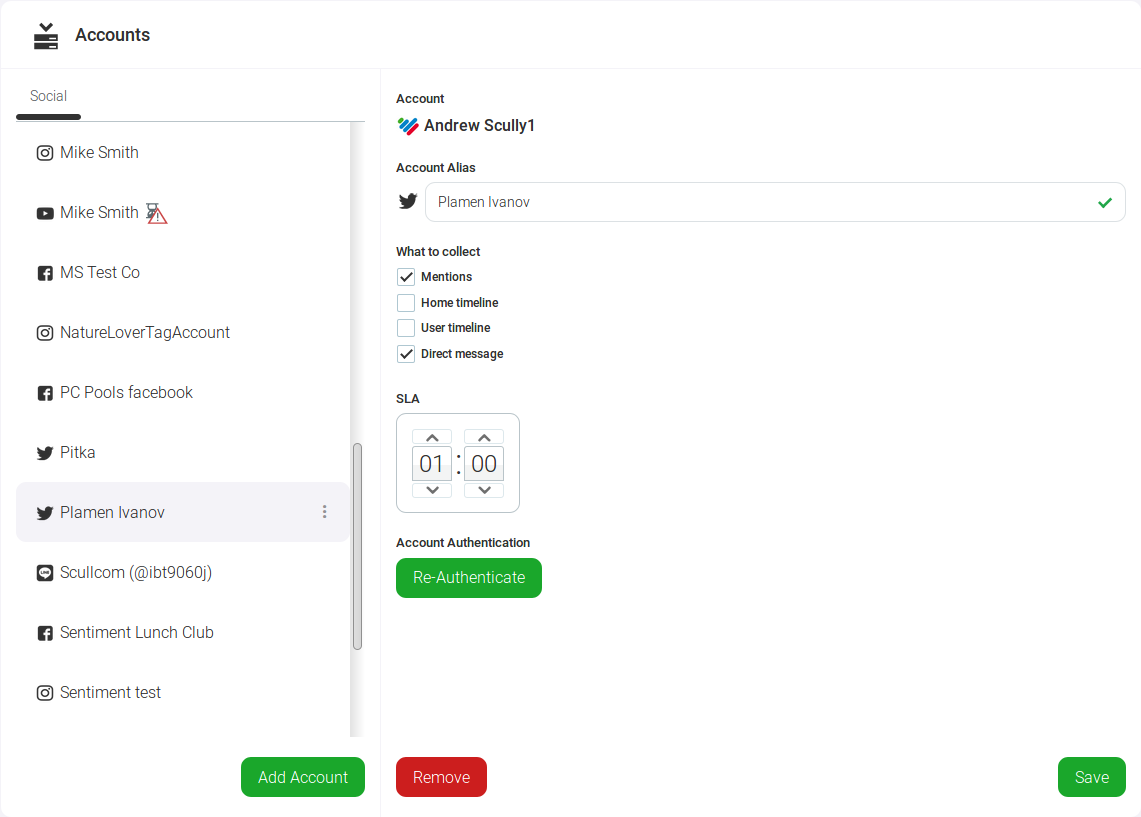 Accounts
Social
Mike Smith
Mike Smith
MS Test Co
NatureLoverTagAccount
PC Pools facebook
Pitka
Plamen Ivanov
Scullcom (@ibt9060j)
Sentiment Lunch Club
Sentiment test
Add Account
Account
Andrew Scully1
Account Alias
Plamen Ivanov
What to collect
Mentions
Home timeline
User timeline
Direct message
SLA
01 : 00
Account Authentication
Re-Authenticate
Remove
Save